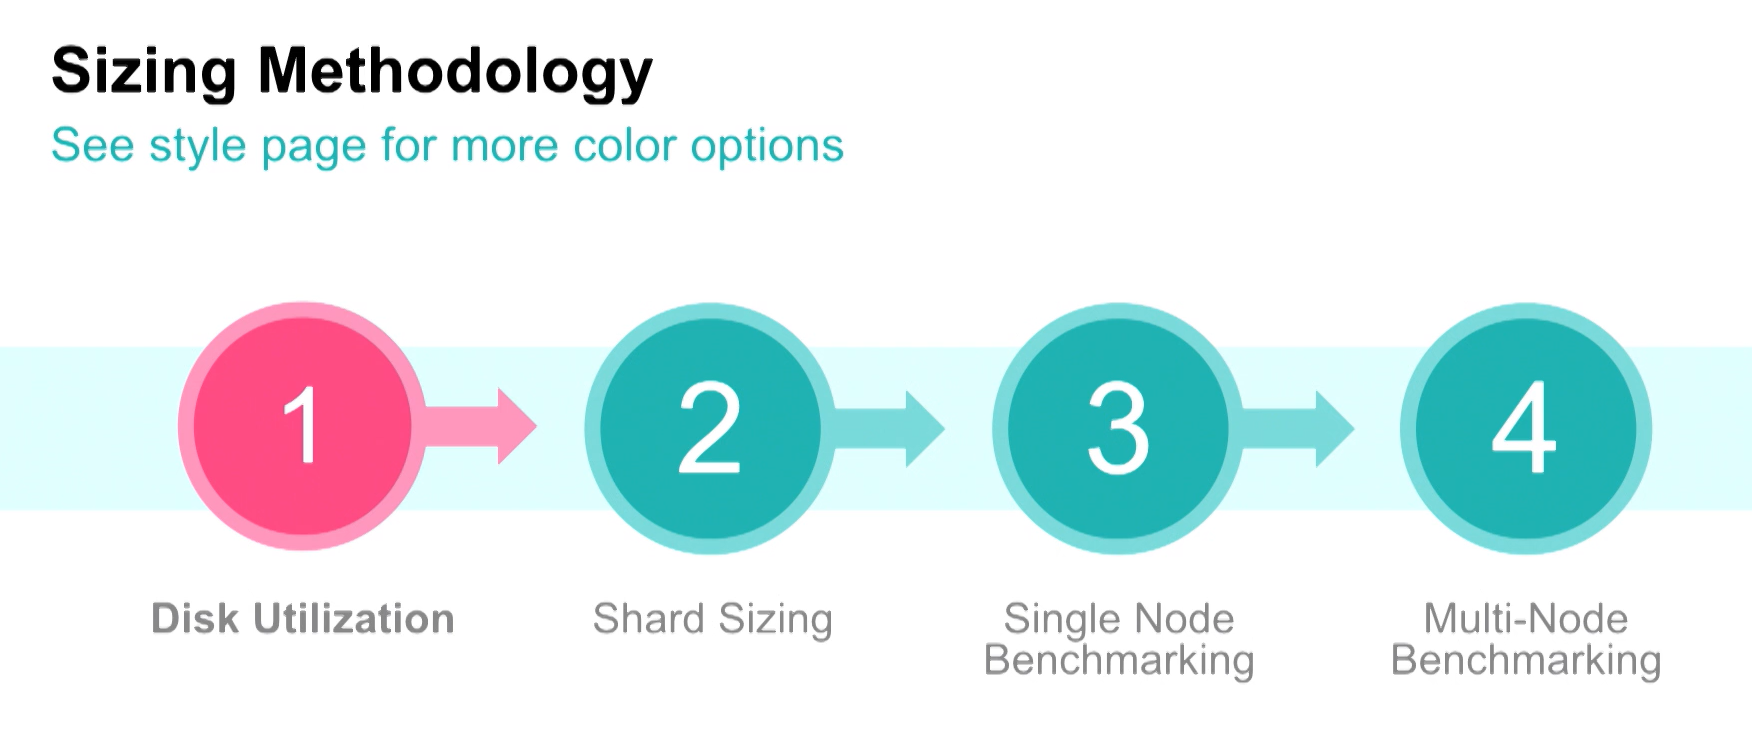 Sizing Methodology
See style page for more color options
1
2
3
4
Disk Utilization
Shard Sizing
Single Node
Benchmarking
Multi-Node
Benchmarking